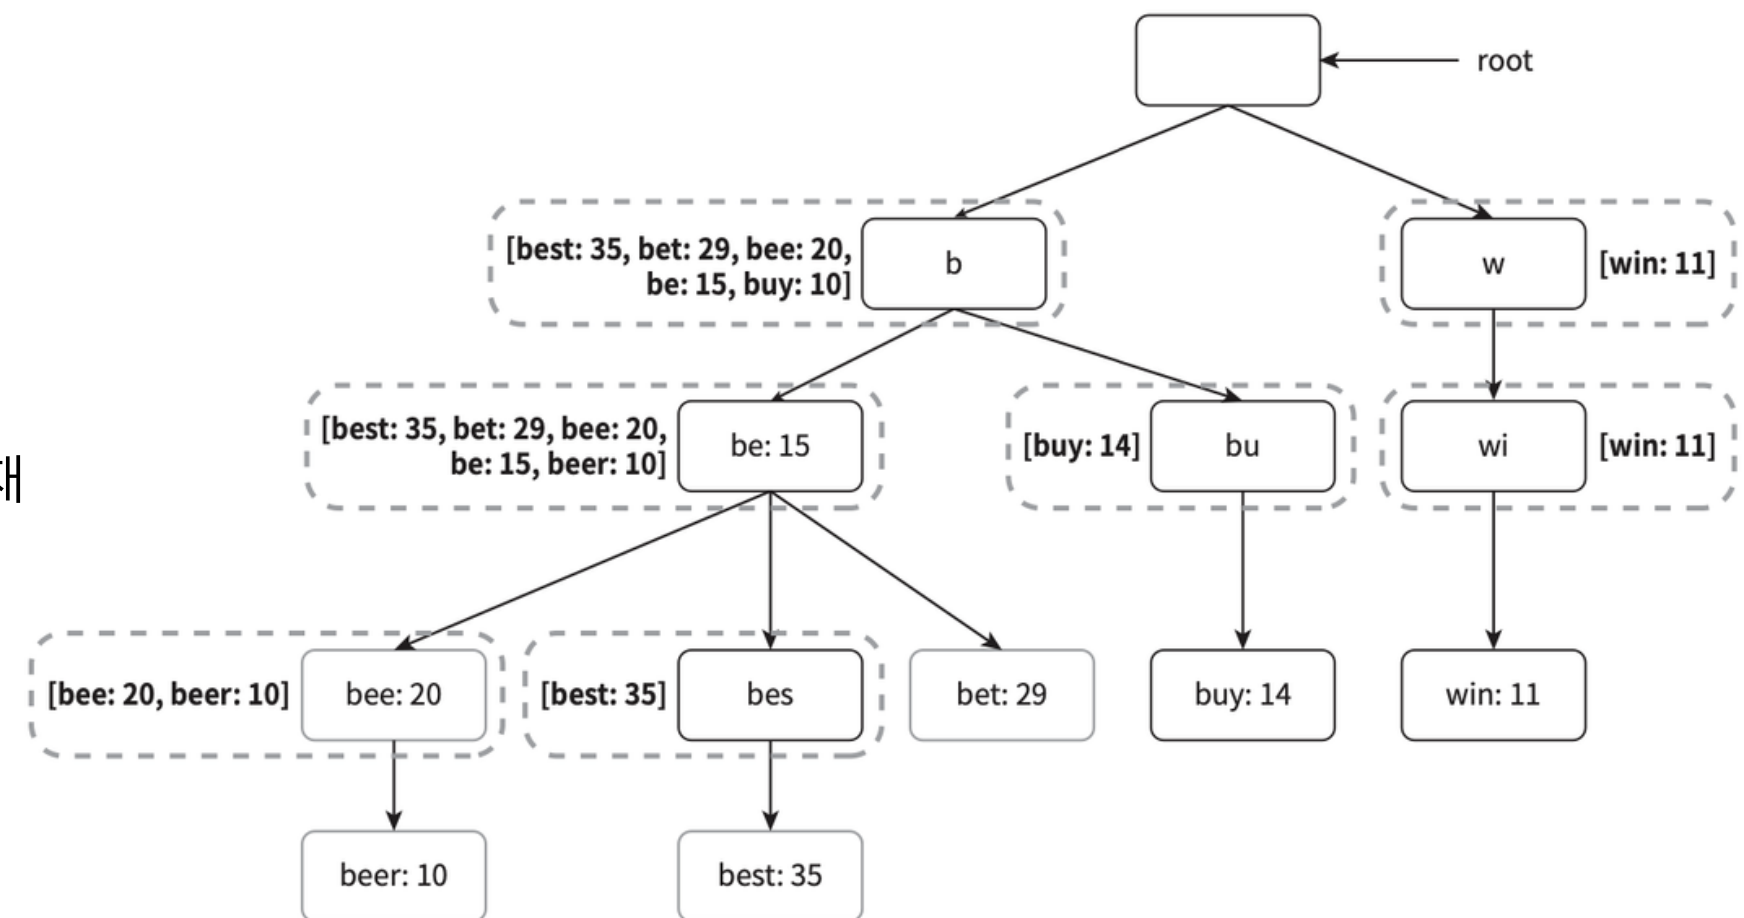 root
[best: 35, bet: 29, bee: 20,
be: 15, buy: 10]
b
w
[win: 11]
[best: 35, bet: 29, bee: 20,
be: 15, beer: 10]
be: 15
[buy: 14]
bu
wi
[win: 11]
[bee: 20, beer: 10]
bee: 20
[best: 35]
bes
bet: 29
buy: 14
win: 11
beer: 10
best: 35